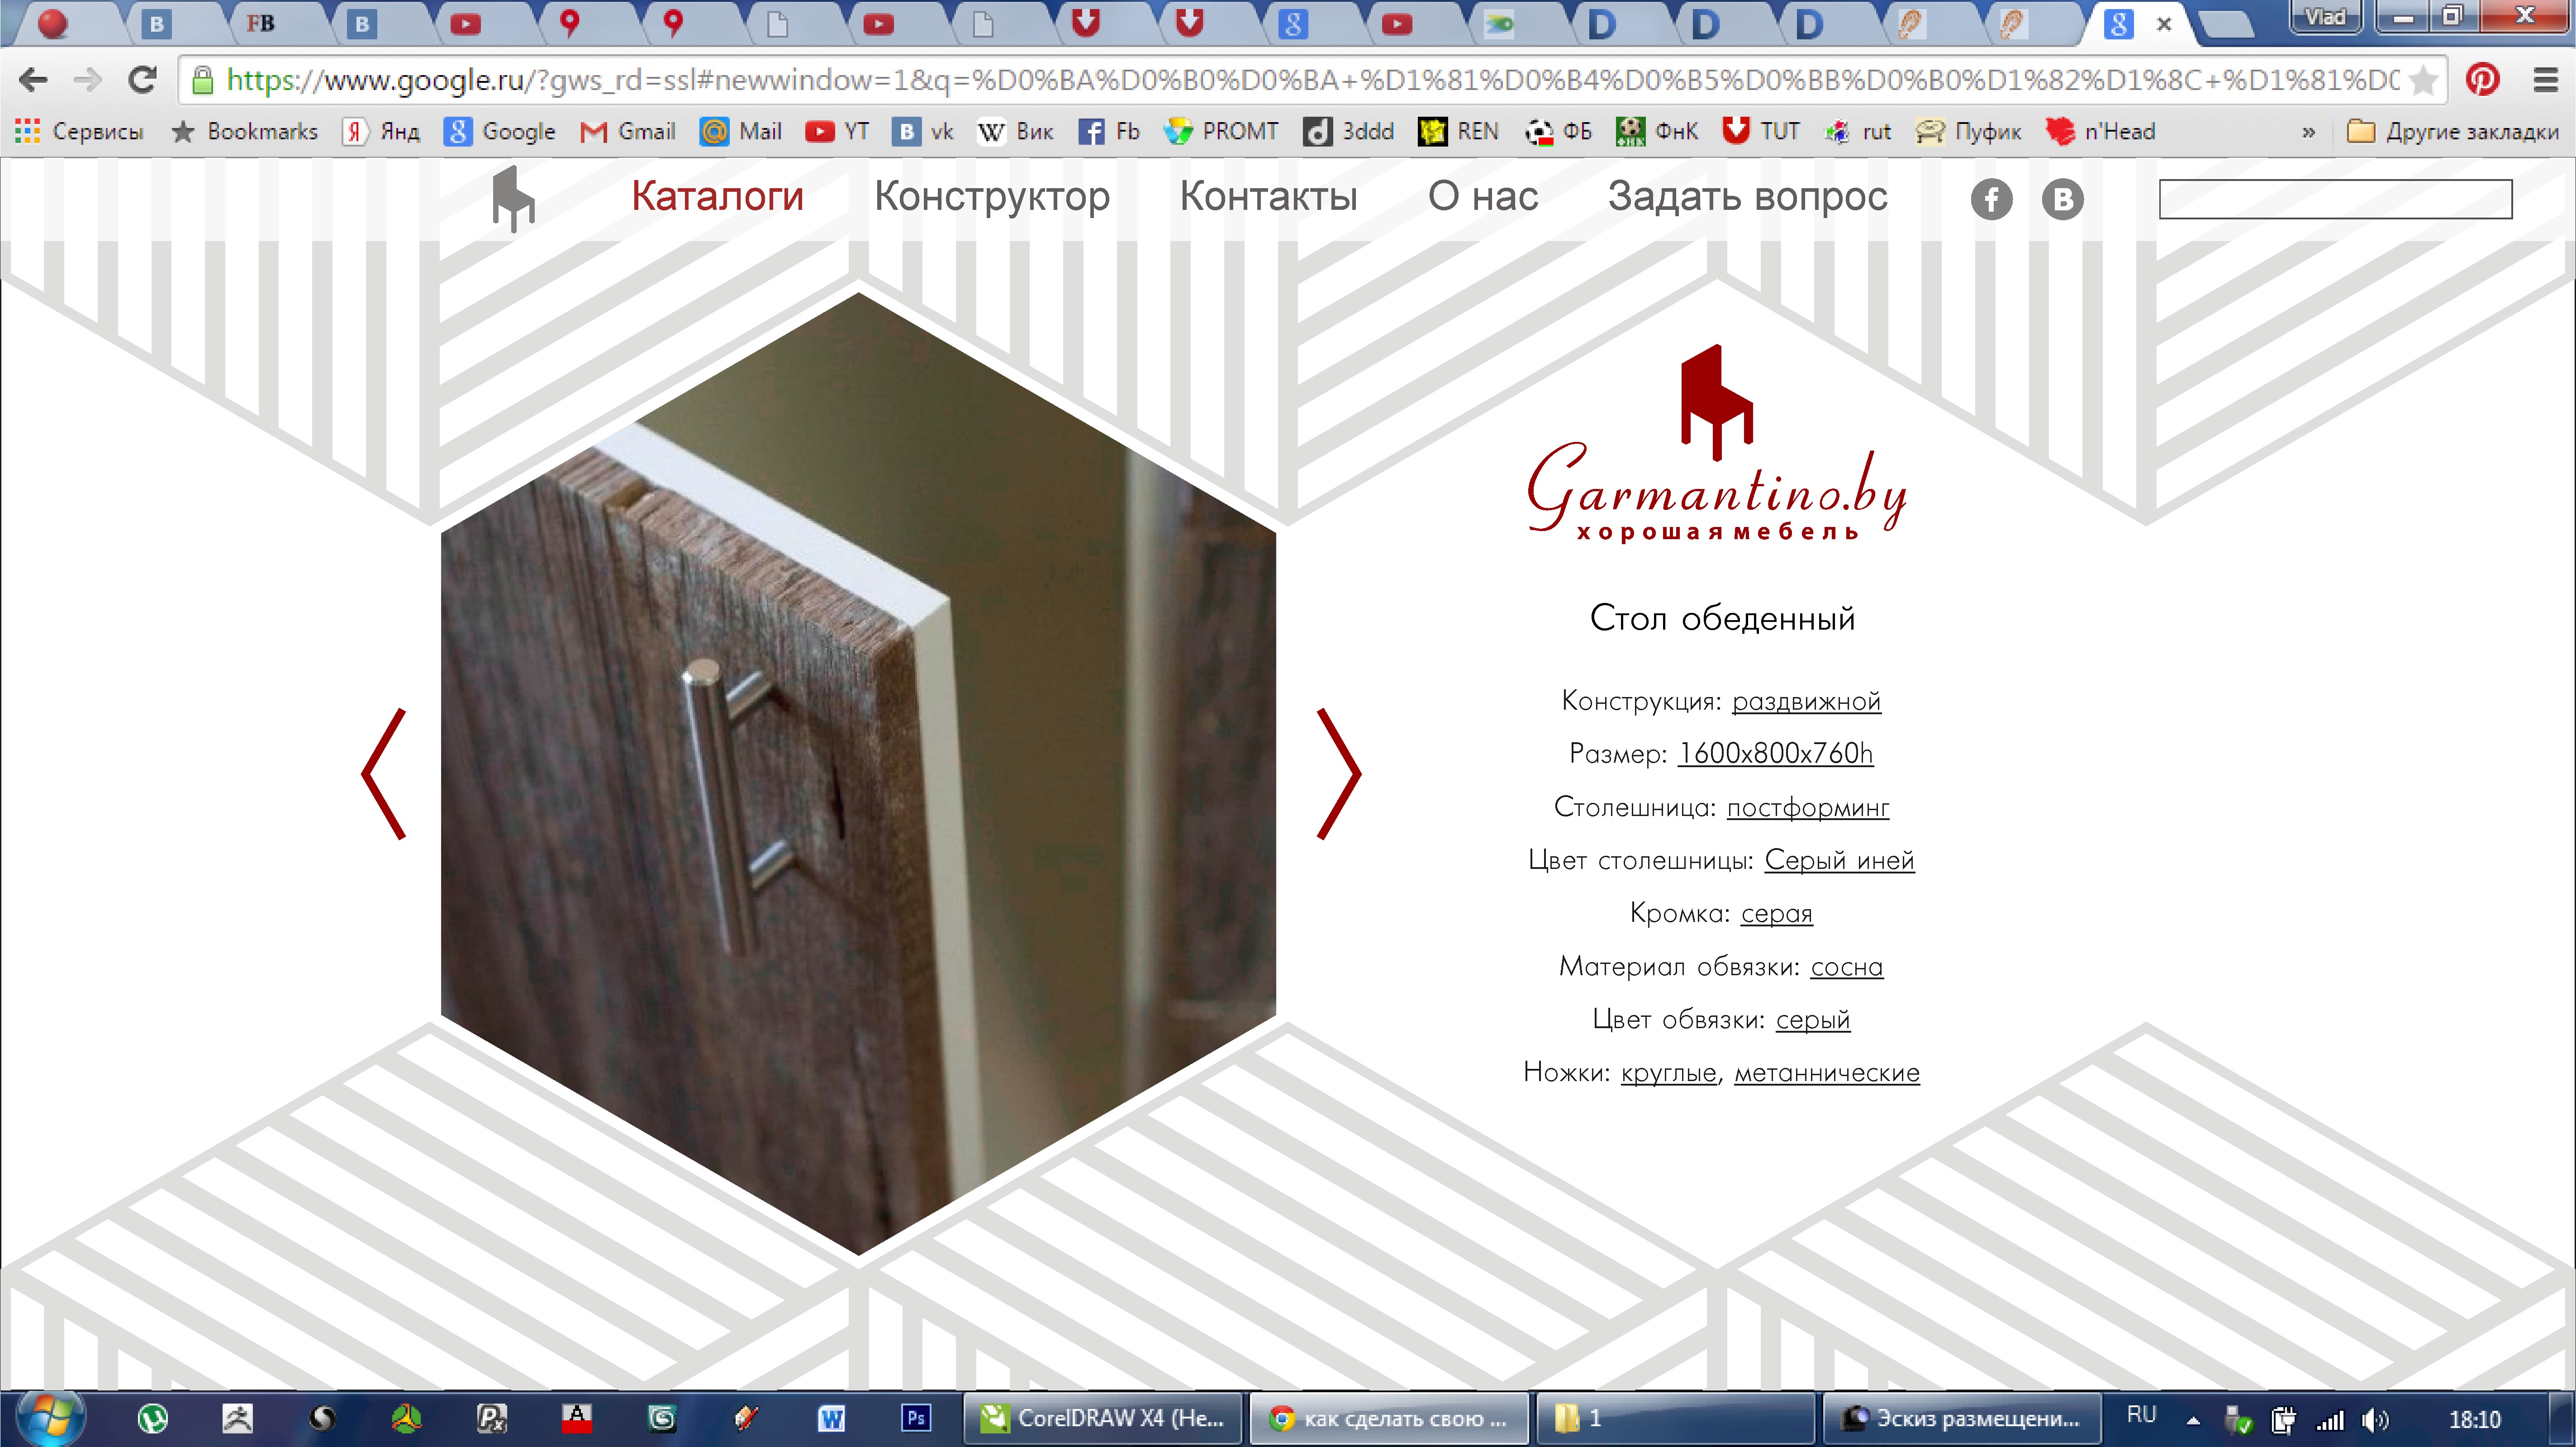 FB
Vlad
https://www.google.ru/?gws_rd=ssl#newwindow=1&q=%D0%BA%D0%B0%D0%BA+%D1%81%D0%B4%D0%B5%D0%BB%D0%B0%D1%82%D1%8C+%D1%81%D0
Сервисы Bookmarks Янд Google Gmail Mail YT vk Вик Fb PROMT 3ddd REN ФБ ФнК TUT rut Пуфик n'Head » Другие закладки
Каталоги Конструктор Контакты О нас Задать вопрос
Garmantino.by
хорошая мебель
Стол обеденный
Конструкция: раздвижной
Размер: 1600х800х760h
Столешница: постформинг
Цвет столешницы: Серый иней
Кромка: серая
Материал обвязки: сосна
Цвет обвязки: серый
Ножки: круглые, метаннические
CorelDRAW X4 (Не... как сделать свою ... 1 Эскиз размещени... RU 18:10